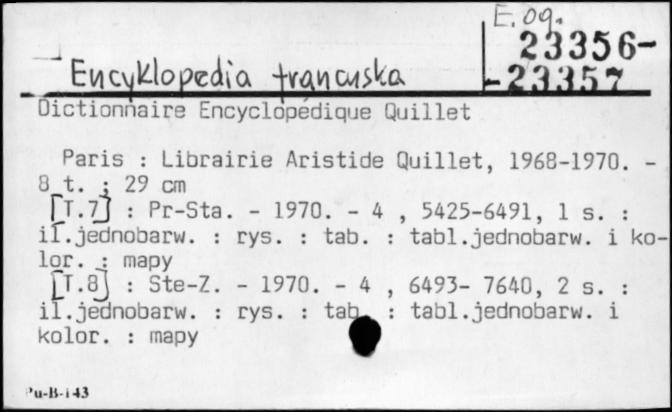 E.og.
23356-
Encyklopedia francuska -23357
Dictionnaire Encyclopédique Quillet
Paris : Librairie Aristide Quillet, 1968-1970. -
8 t. ; 29 cm
[T.7] : Pr-Sta. - 1970. - 4 , 5425-6491, 1 s. :
il.jednobarw. : rys. : tab. : tabl.jednobarw. i ko-
lor. : mapy
[T.8] : Ste-Z. - 1970. - 4 , 6493- 7640, 2 s. :
il.jednobarw. : rys. : tab : tabl.jednobarw. i
kolor. : mapy
Pu-B-143